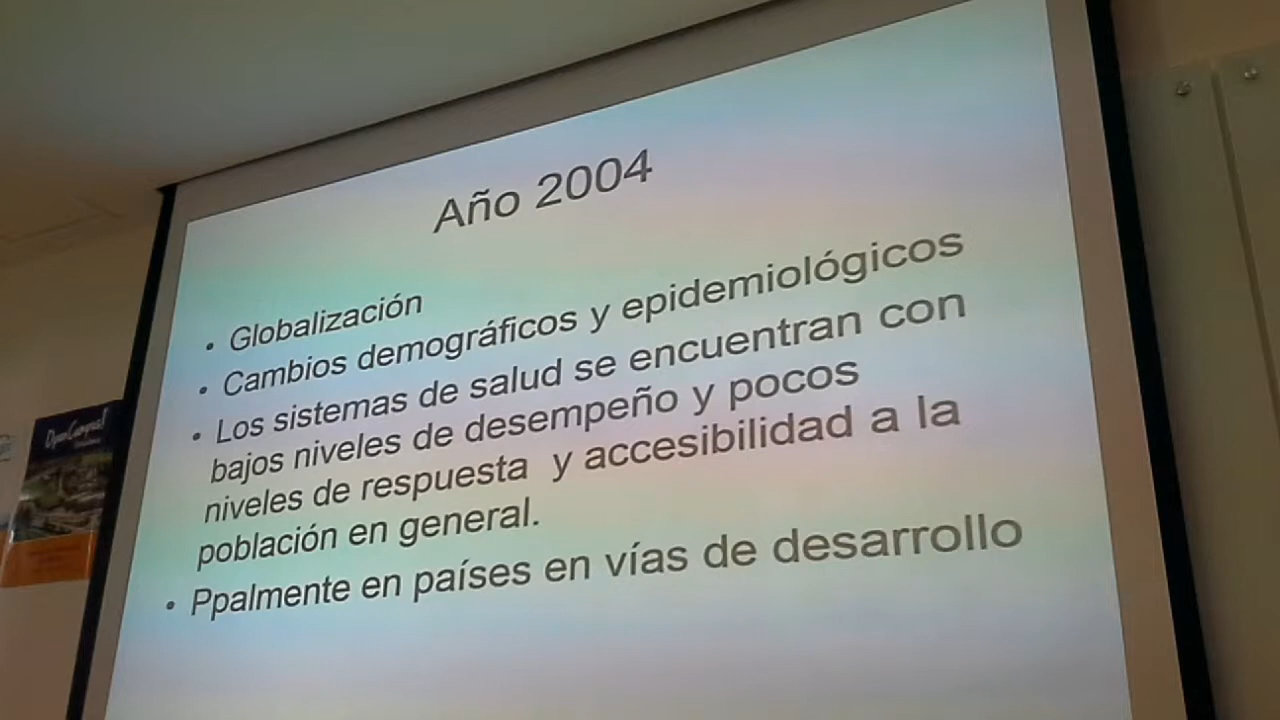 Año 2004
• Globalización
• Cambios demográficos y epidemiológicos
• Los sistemas de salud se encuentran con
bajos niveles de desempeño y pocos
niveles de respuesta y accesibilidad a la
población en general.
• Ppalmente en países en vías de desarrollo